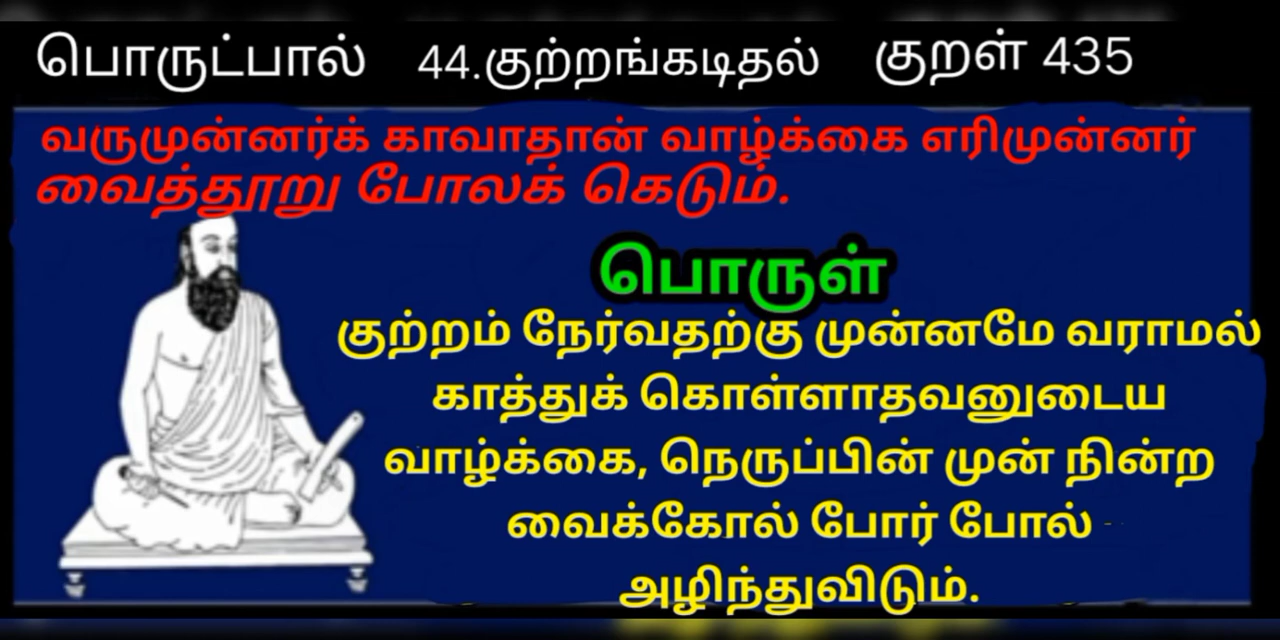 பொருட்பால் 44.குற்றங்கடிதல் குறள் 435
வருமுன்னர்க் காவாதான் வாழ்க்கை எரிமுன்னர்
வைத்தூறு போலக் கெடும்.
பொருள்
குற்றம் நேர்வதற்கு முன்னமே வராமல்
காத்துக் கொள்ளாதவனுடைய
வாழ்க்கை, நெருப்பின் முன் நின்ற
வைக்கோல் போர் போல்
அழிந்துவிடும்.